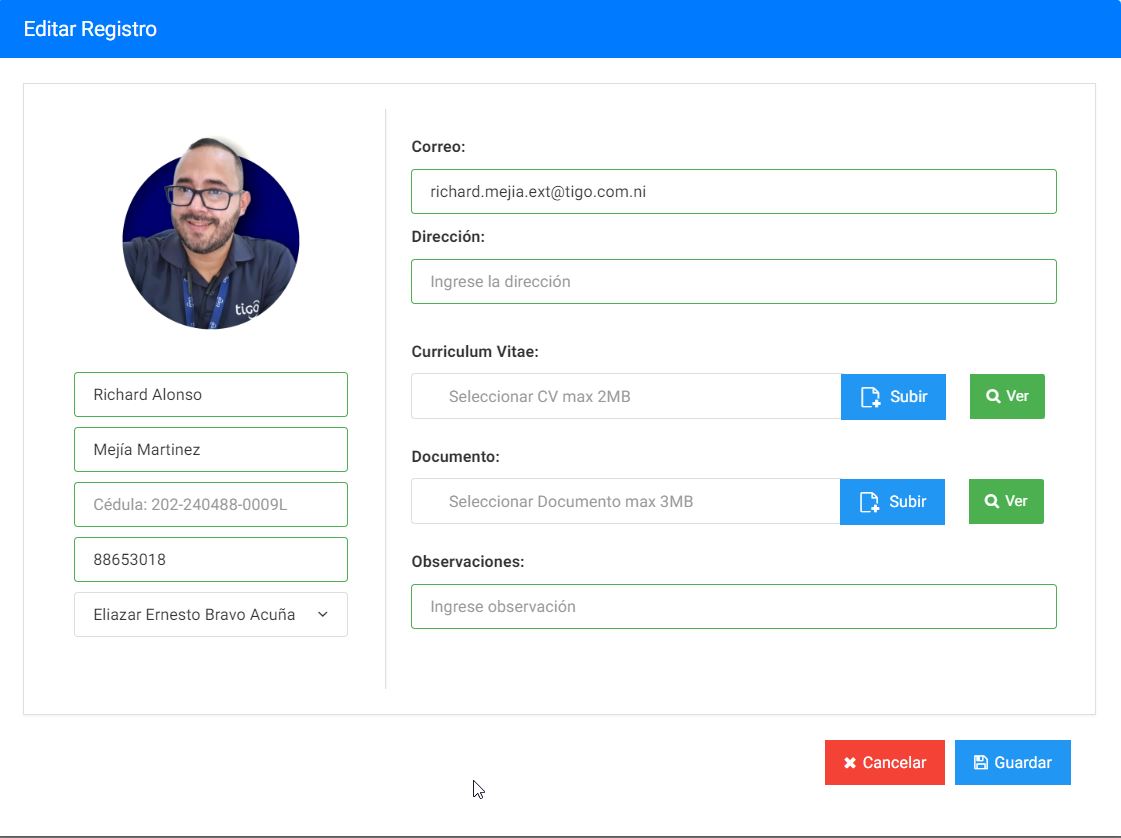 Editar Registro
tigo
Richard Alonso
Mejía Martinez
Cédula: 202-240488-0009L
88653018
Eliazar Ernesto Bravo Acuña
Correo:
richard.mejia.ext@tigo.com.ni
Dirección:
Ingrese la dirección
Curriculum Vitae:
Seleccionar CV max 2MB Subir Ver
Documento:
Seleccionar Documento max 3MB Subir Ver
Observaciones:
Ingrese observación
Cancelar Guardar